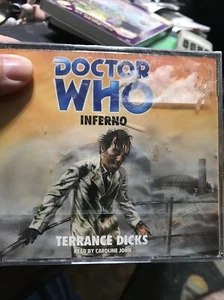 DOCTOR
WHO
INFERNO
TERRANCE DICKS
READ BY CAROLINE JOHN